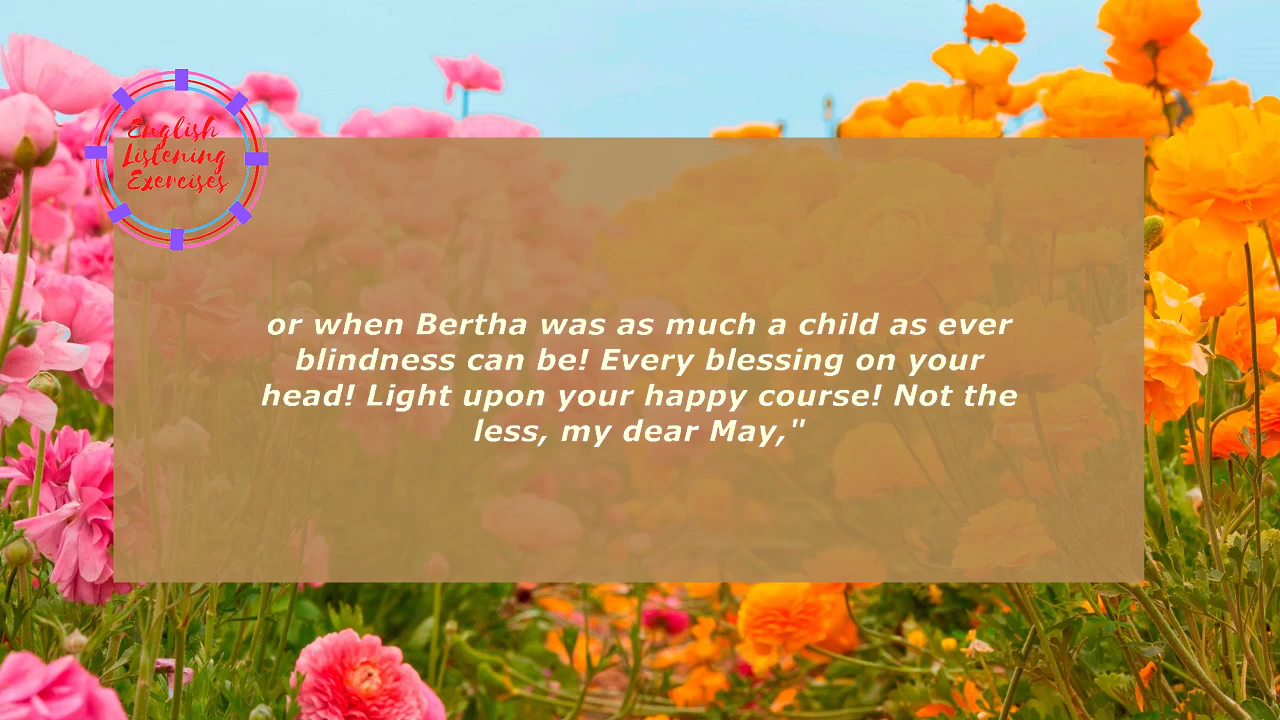 English
Listening
Exercises
or when Bertha was as much a child as ever
blindness can be! Every blessing on your
head! Light upon your happy course! Not the
less, my dear May,"